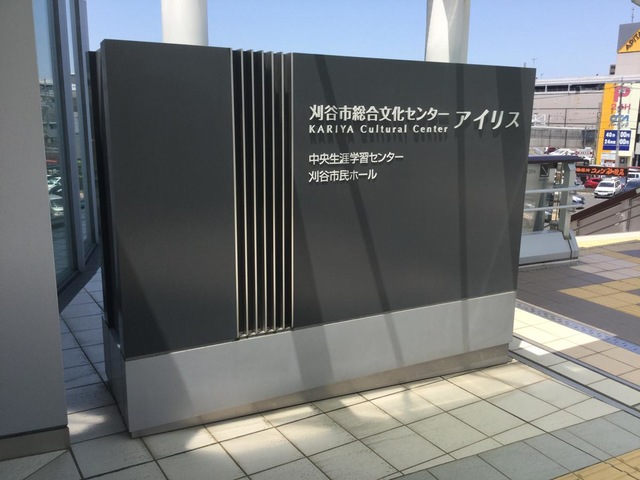 刈谷市総合文化センター アイリス
KARIYA Cultural Center
中央生涯学習センター
刈谷市民ホール
APITA